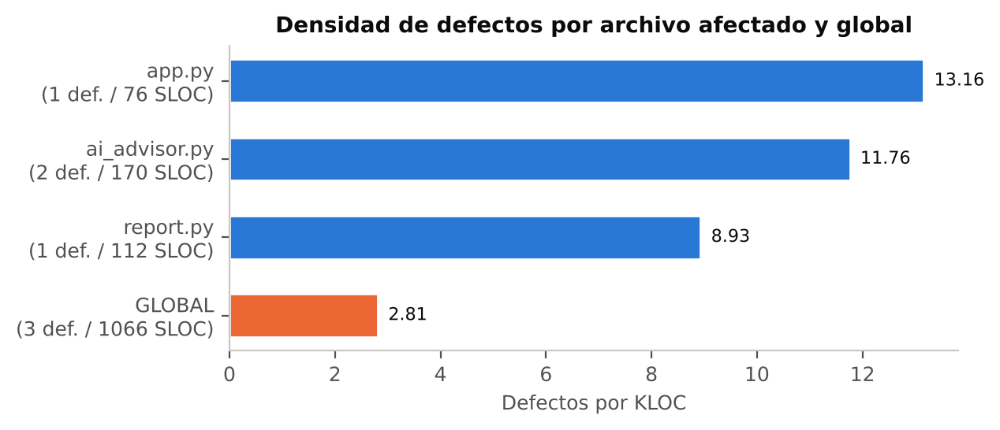 Densidad de defectos por archivo afectado y global
app.py
(1 def. / 76 SLOC)
13.16
ai_advisor.py
(2 def. / 170 SLOC)
11.76
report.py
(1 def. / 112 SLOC)
8.93
GLOBAL
(3 def. / 1066 SLOC)
2.81
0 2 4 6 8 10 12
Defectos por KLOC